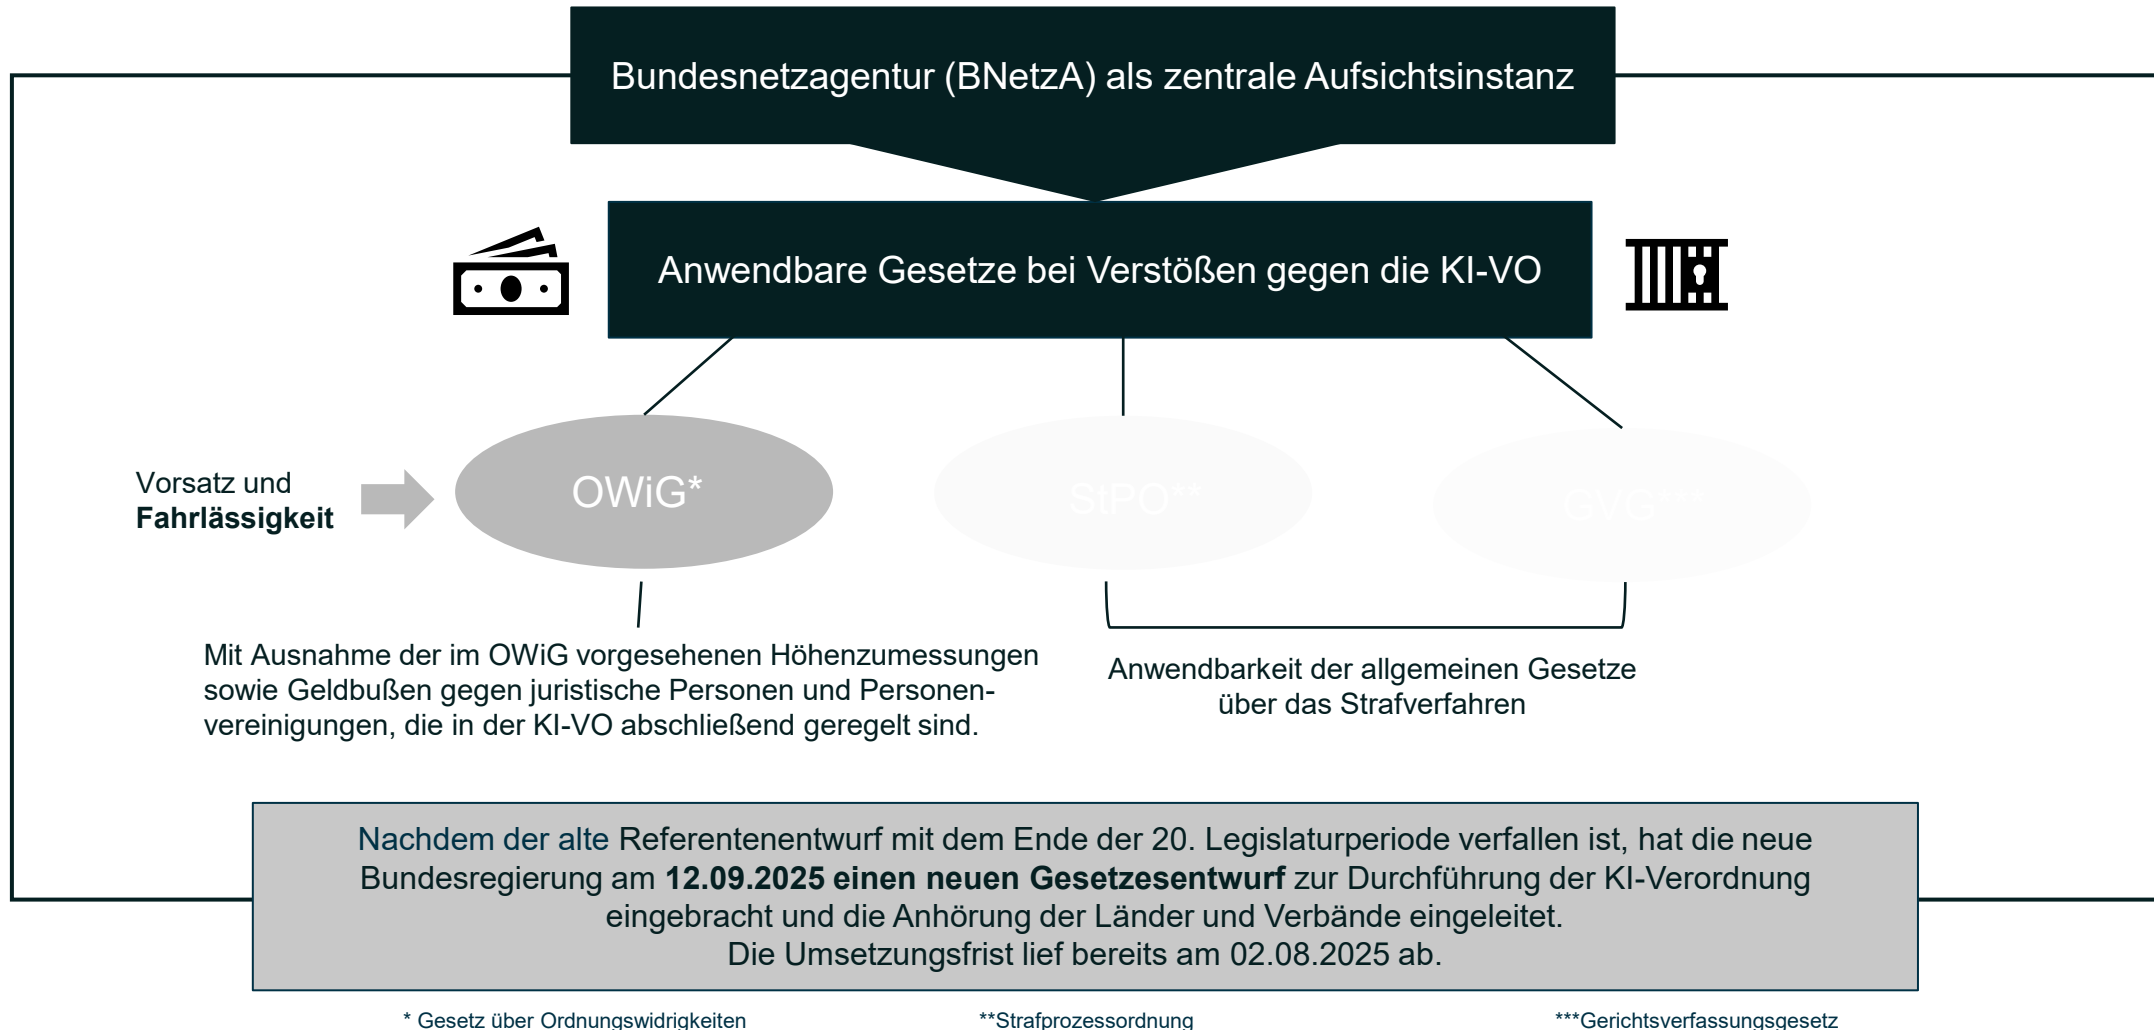 Bundesnetzagentur (BNetzA) als zentrale Aufsichtsinstanz
Anwendbare Gesetze bei Verstößen gegen die KI-VO
Vorsatz und
Fahrlässigkeit
OWiG*
StPO**
GVG***
Mit Ausnahme der im OWiG vorgesehenen Höhenzumessungen
sowie Geldbußen gegen juristische Personen und Personen-
vereinigungen, die in der KI-VO abschließend geregelt sind.
Anwendbarkeit der allgemeinen Gesetze
über das Strafverfahren
Nachdem der alte Referentenentwurf mit dem Ende der 20. Legislaturperiode verfallen ist, hat die neue
Bundesregierung am 12.09.2025 einen neuen Gesetzesentwurf zur Durchführung der KI-Verordnung
eingebracht und die Anhörung der Länder und Verbände eingeleitet.
Die Umsetzungsfrist lief bereits am 02.08.2025 ab.
* Gesetz über Ordnungswidrigkeiten
**Strafprozessordnung
***Gerichtsverfassungsgesetz